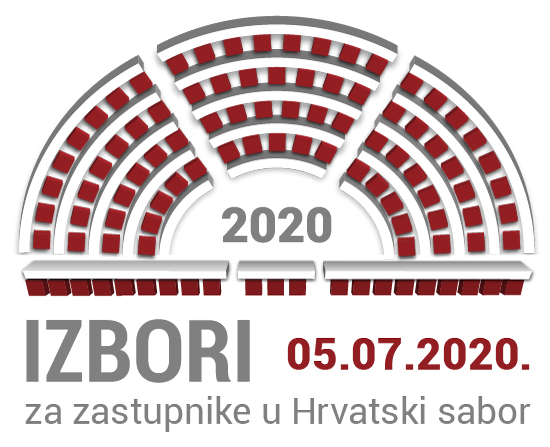 2020
IZBORI 05.07.2020.
za zastupnike u Hrvatski sabor